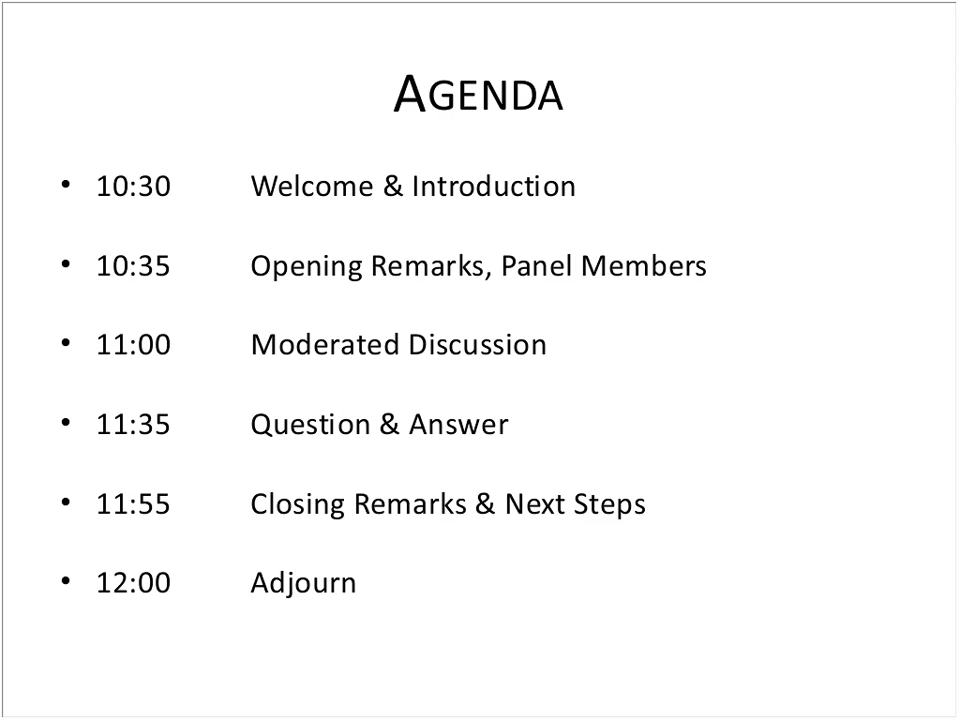 AGENDA
• 10:30 Welcome & Introduction
• 10:35 Opening Remarks, Panel Members
• 11:00 Moderated Discussion
• 11:35 Question & Answer
• 11:55 Closing Remarks & Next Steps
• 12:00 Adjourn